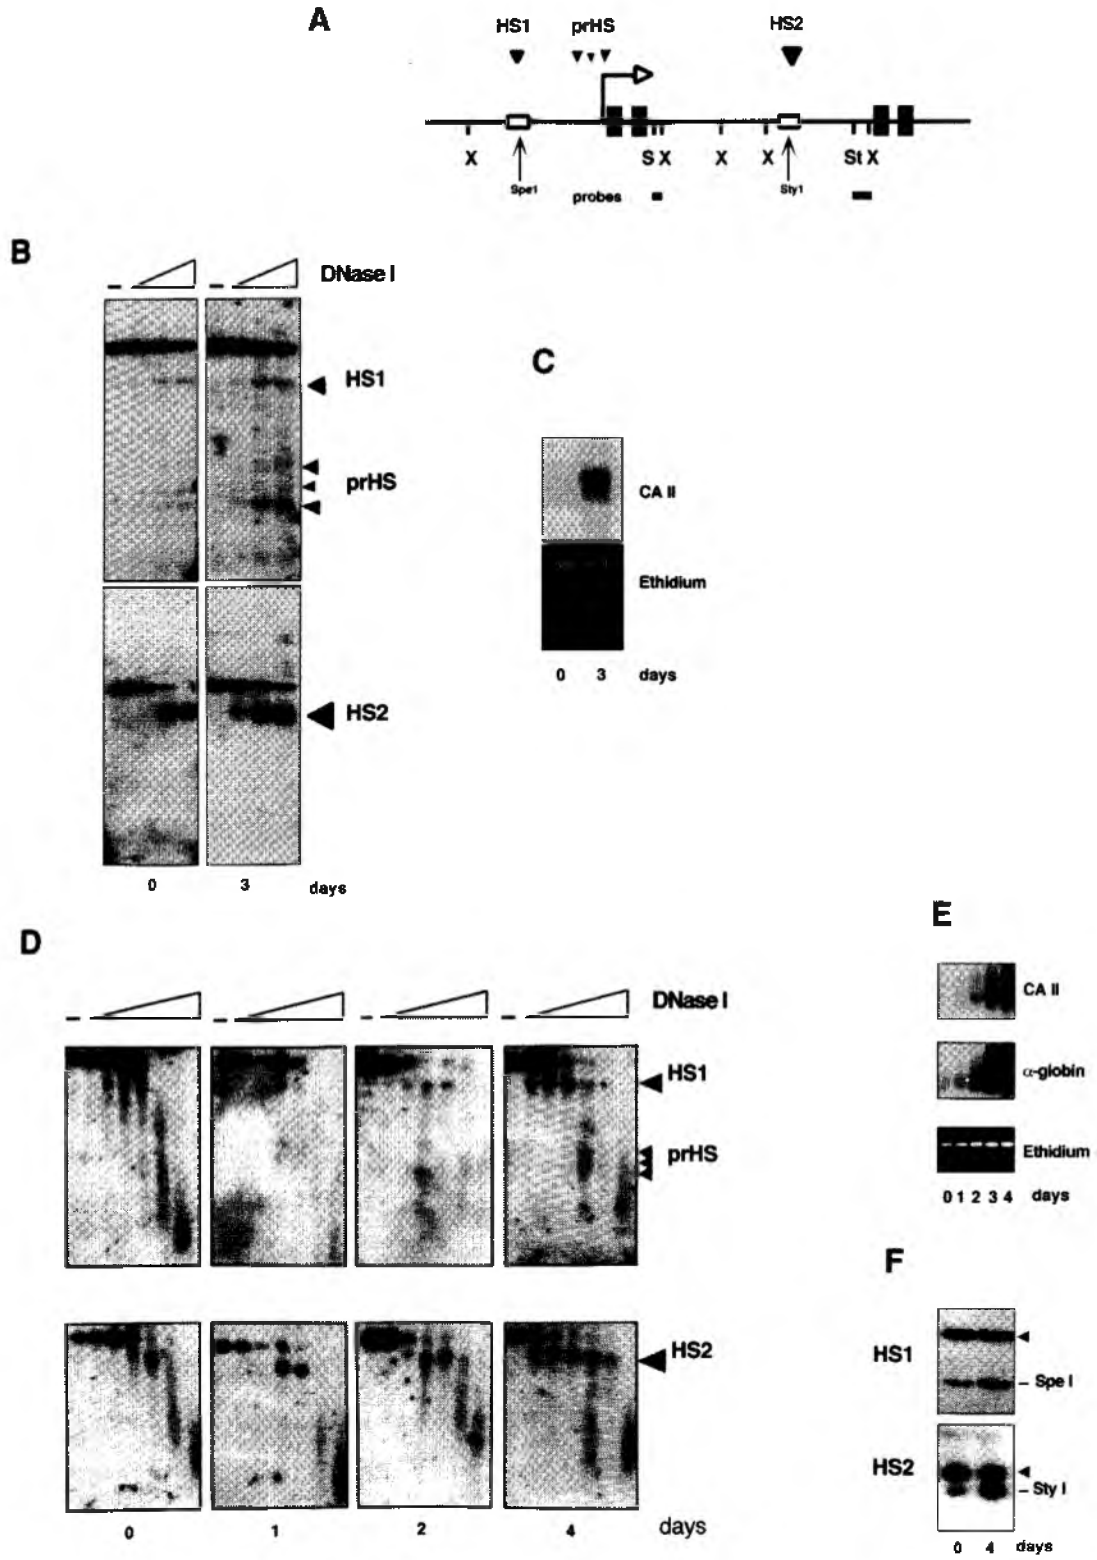 A
HS1 prHS HS2
X S X X X St X
Spe1 Sty1
probes
B
DNase I
HS1
prHS
HS2
0 3 days
C
CA II
Ethidium
0 3 days
D
DNase I
HS1
prHS
HS2
0 1 2 4 days
E
CA II
α-globin
Ethidium
0 1 2 3 4 days
F
HS1
Spe I
HS2
Sty I
0 4 days